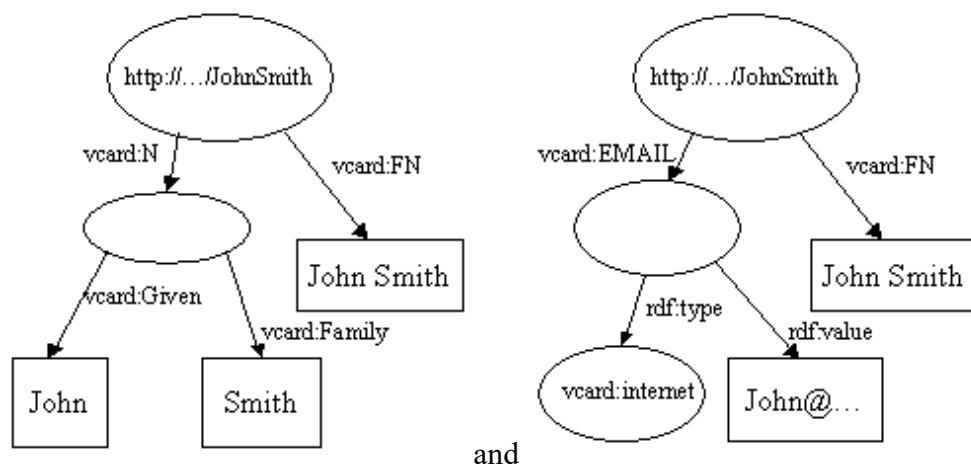 http://.../JohnSmith
vcard:N
vcard:FN
John Smith
vcard:Given
vcard:Family
John
Smith
http://.../JohnSmith
vcard:EMAIL
vcard:FN
John Smith
rdf:type
rdf:value
vcard:internet
John@...
and